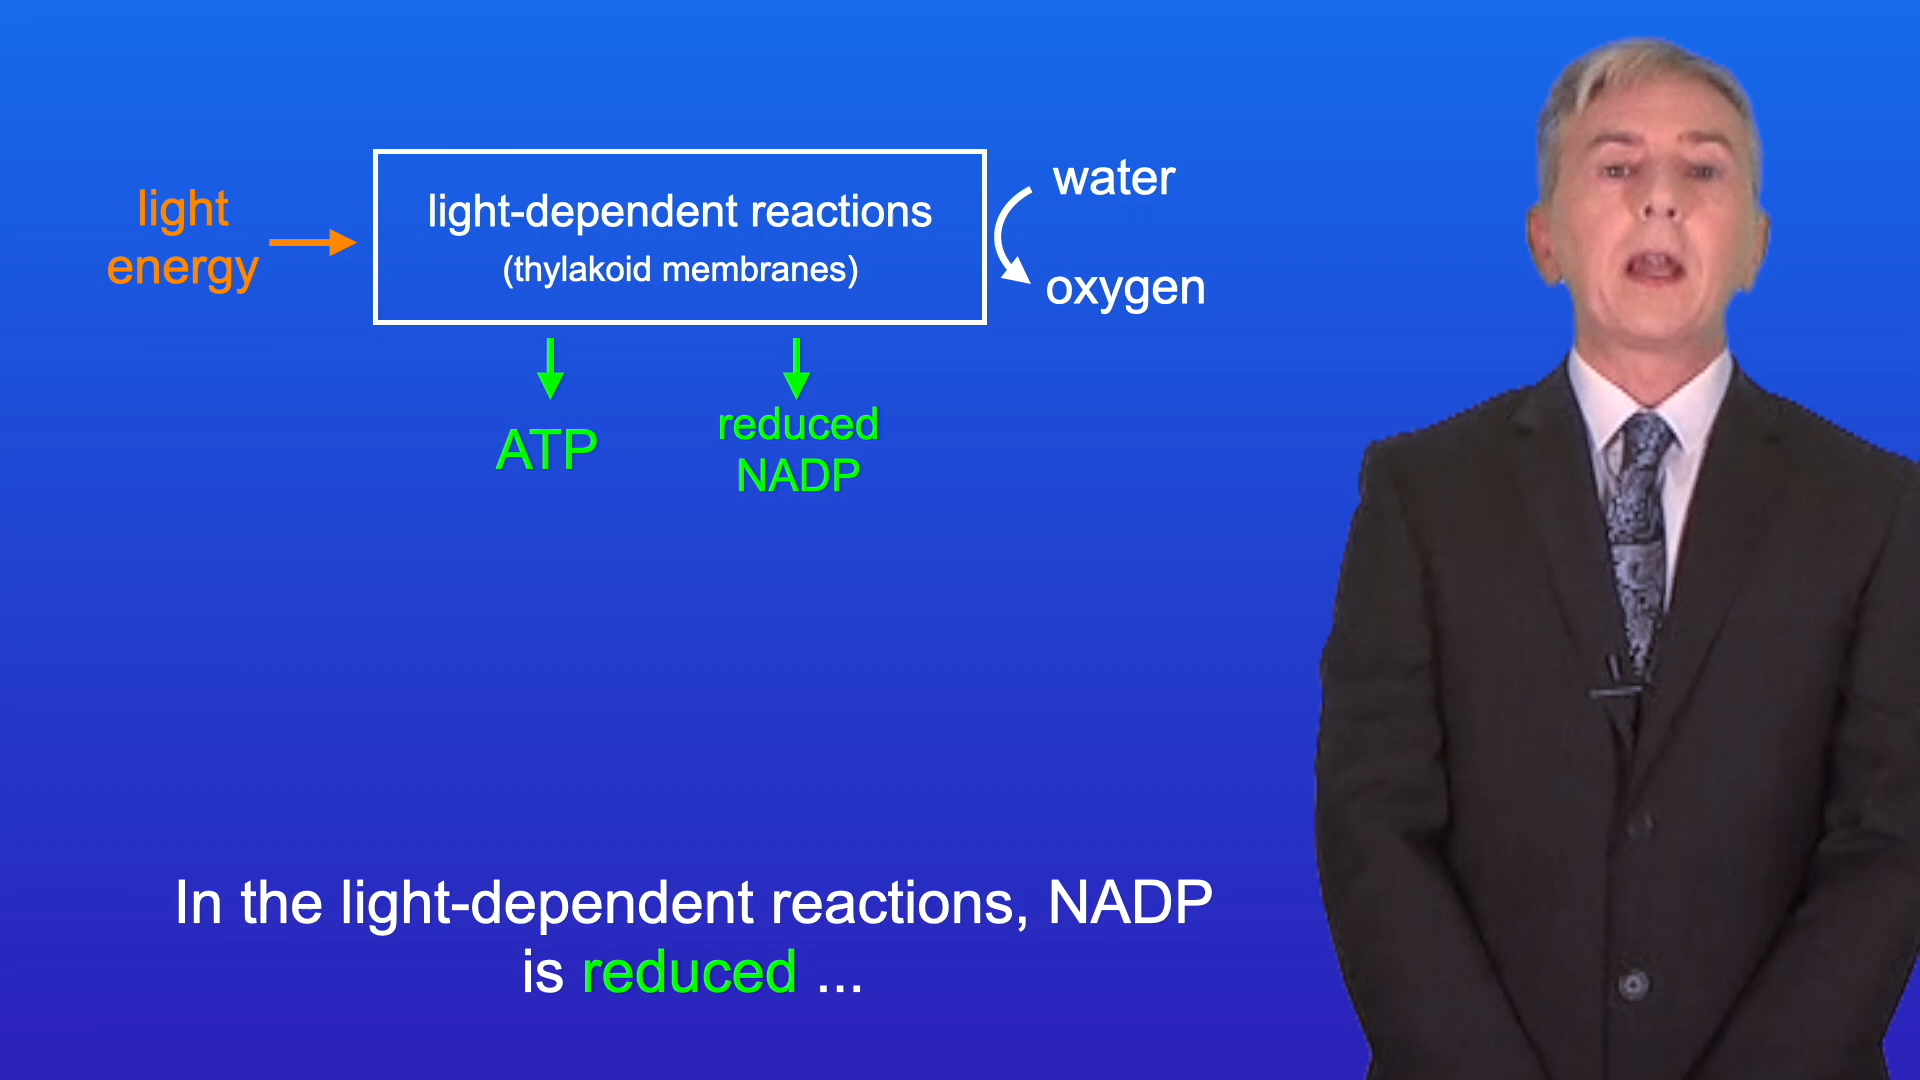 light
energy
light-dependent reactions
(thylakoid membranes)
water
oxygen
ATP
reduced
NADP
In the light-dependent reactions, NADP
is reduced ...